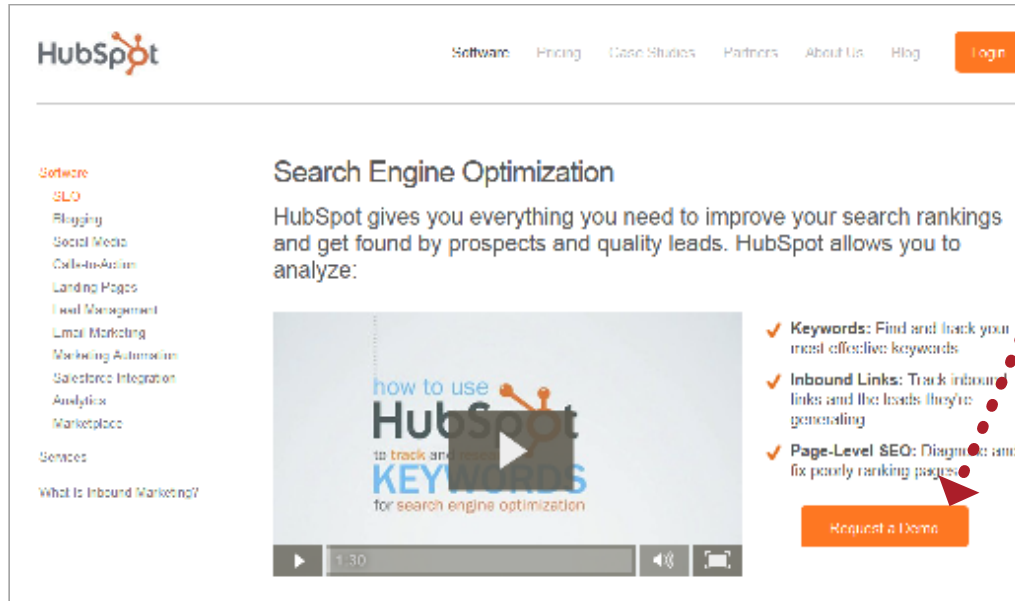 HubSpot
Software Pricing Case Studies Partners About Us Blog Login
Software
SEO
Blogging
Social Media
Calls-to-Action
Landing Pages
Lead Management
Email Marketing
Marketing Automation
Salesforce Integration
Analytics
Marketplace
Services
What is Inbound Marketing?
Search Engine Optimization
HubSpot gives you everything you need to improve your search rankings
and get found by prospects and quality leads. HubSpot allows you to
analyze:
how to use
HubSpot
to track and
KEYWORDS
for search engine optimization
1:30
Keywords: Find and track your
most effective keywords
Inbound Links: Track inbound
links and the leads they're
generating
Page-Level SEO: Diagnose and
fix poorly ranking pages
Request a Demo